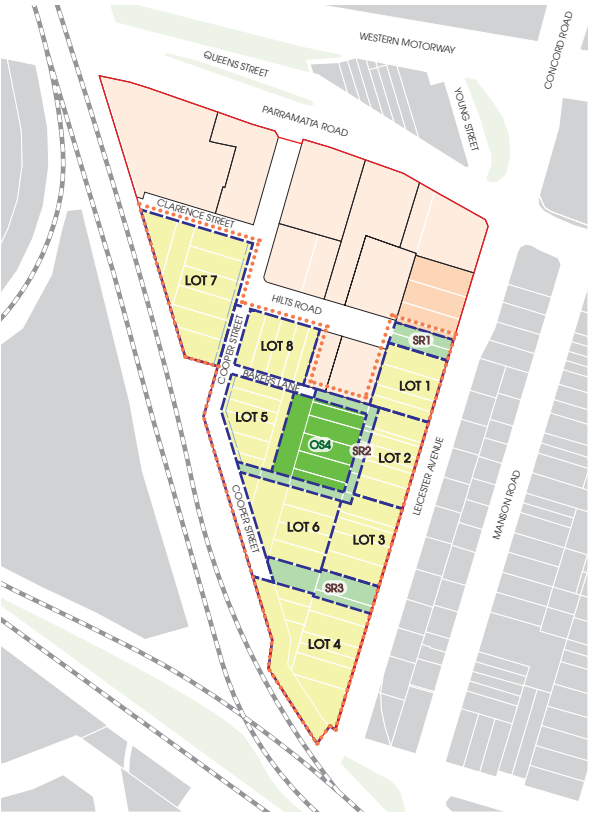 CONCORD ROAD
WESTERN MOTORWAY
QUEENS STREET
YOUNG STREET
PARRAMATTA ROAD
CLARENCE STREET
LOT 7
HILTS ROAD
COOPER STREET
LOT 8
SR1
BAKERS LANE
LOT 1
LOT 5
OS4
SR2
LOT 2
LEICESTER AVENUE
MANSON ROAD
COOPER STREET
LOT 6
LOT 3
SR3
LOT 4